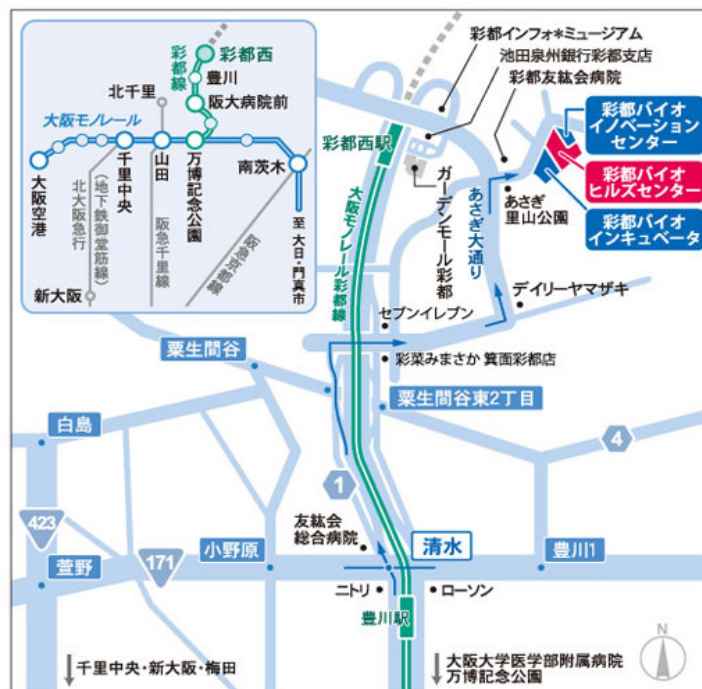 彩都西
彩都線
豊川
阪大病院前
北千里
大阪モノレール
大阪空港
千里中央
山田
万博記念公園
南茨木
北大阪急行
(地下鉄御堂筋線)
阪急千里線
阪急京都線
至 大日・門真市
新大阪
彩都インフォ*ミュージアム
池田泉州銀行彩都支店
彩都友紘会病院
彩都西駅
ガーデンモール彩都
大阪モノレール彩都線
あさぎ大通り
あさぎ
里山公園
彩都バイオ
イノベーション
センター
彩都バイオ
ヒルズセンター
彩都バイオ
インキュベータ
デイリーヤマザキ
セブンイレブン
彩菜みまさか 箕面彩都店
粟生間谷
粟生間谷東2丁目
白島
4
1
423
友紘会
総合病院
清水
171
小野原
豊川1
萱野
ニトリ
ローソン
豊川駅
千里中央・新大阪・梅田
大阪大学医学部附属病院
万博記念公園
N